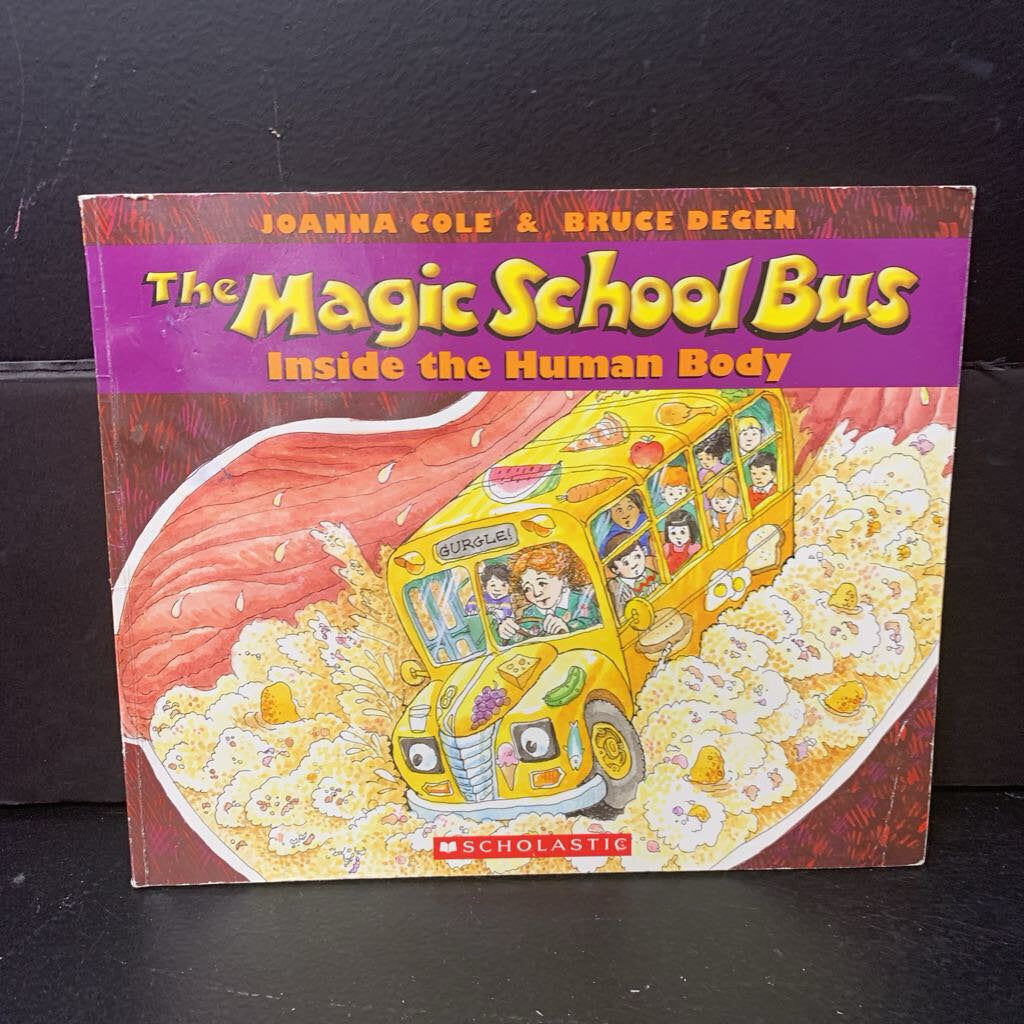 JOANNA COLE & BRUCE DEGEN
The Magic School Bus
Inside the Human Body
GURGLE!
SCHOLASTIC